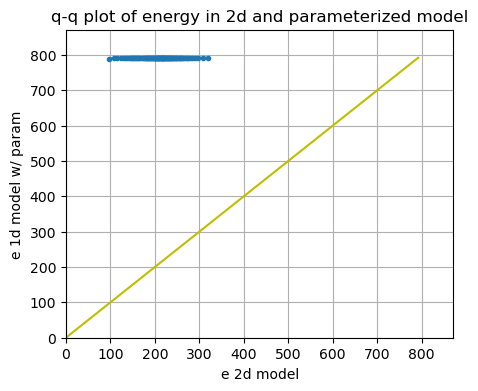 q-q plot of energy in 2d and parameterized model
e 1d model w/ param
800
700
600
500
400
300
200
100
0
0 100 200 300 400 500 600 700 800
e 2d model